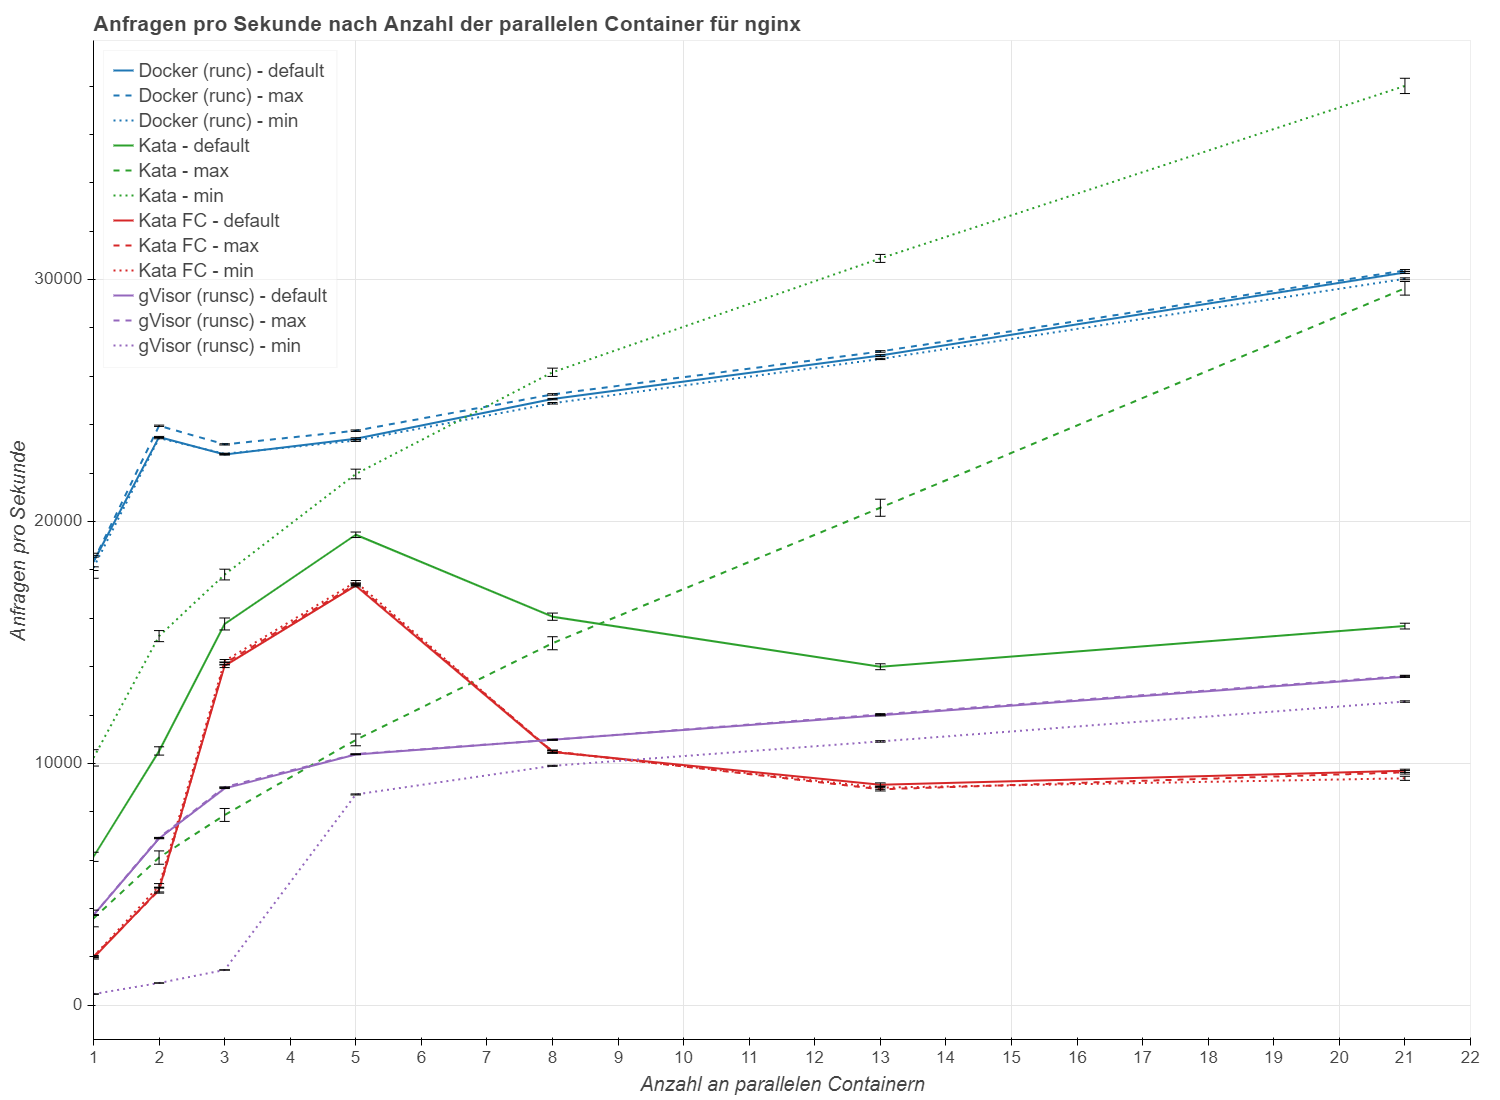 Anfragen pro Sekunde nach Anzahl der parallelen Container für nginx
Docker (runc) - default
Docker (runc) - max
Docker (runc) - min
Kata - default
Kata - max
Kata - min
Kata FC - default
Kata FC - max
Kata FC - min
gVisor (runsc) - default
gVisor (runsc) - max
gVisor (runsc) - min
Anfragen pro Sekunde
30000
20000
10000
0
1 2 3 4 5 6 7 8 9 10 11 12 13 14 15 16 17 18 19 20 21 22
Anzahl an parallelen Containern